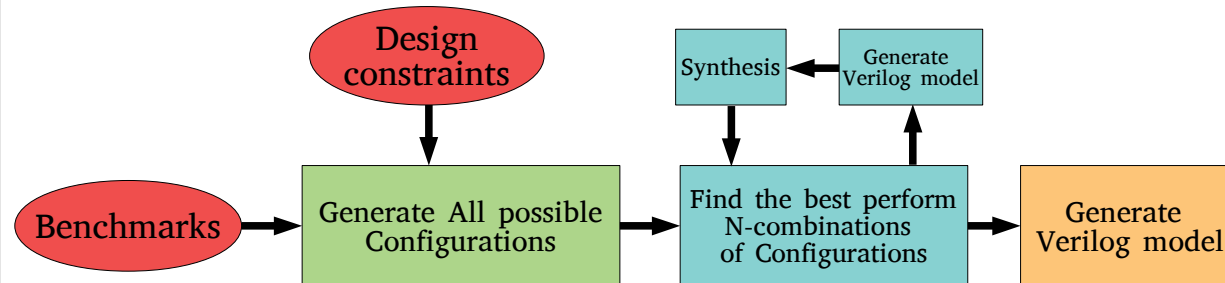 Design
constraints
Synthesis
Generate
Verilog model
Benchmarks
Generate All possible
Configurations
Find the best perform
N-combinations
of Configurations
Generate
Verilog model